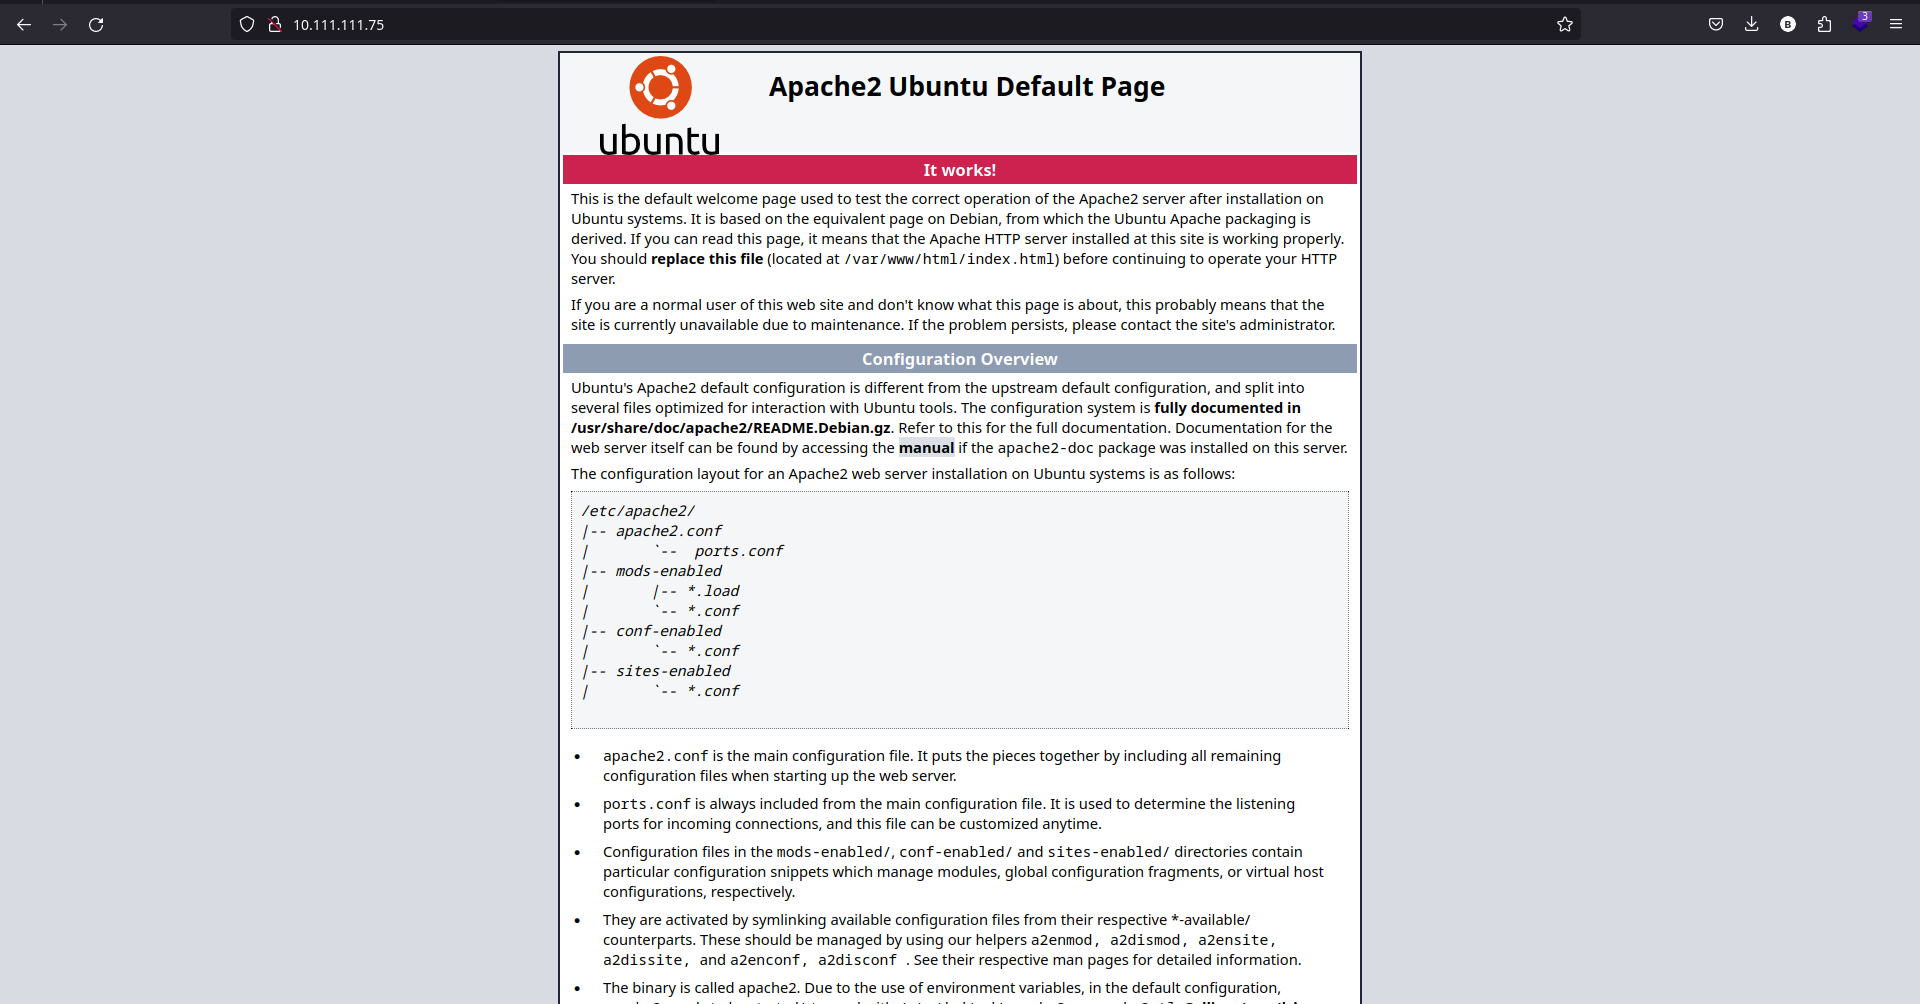 10.111.111.75
3
B
ubuntu
Apache2 Ubuntu Default Page
It works!
This is the default welcome page used to test the correct operation of the Apache2 server after installation on
Ubuntu systems. It is based on the equivalent page on Debian, from which the Ubuntu Apache packaging is
derived. If you can read this page, it means that the Apache HTTP server installed at this site is working properly.
You should replace this file (located at /var/www/html/index.html) before continuing to operate your HTTP
server.
If you are a normal user of this web site and don't know what this page is about, this probably means that the
site is currently unavailable due to maintenance. If the problem persists, please contact the site's administrator.
Configuration Overview
Ubuntu's Apache2 default configuration is different from the upstream default configuration, and split into
several files optimized for interaction with Ubuntu tools. The configuration system is fully documented in
/usr/share/doc/apache2/README.Debian.gz. Refer to this for the full documentation. Documentation for the
web server itself can be found by accessing the manual if the apache2-doc package was installed on this server.
The configuration layout for an Apache2 web server installation on Ubuntu systems is as follows:
/etc/apache2/
|-- apache2.conf
|       `--  ports.conf
|-- mods-enabled
|       |-- *.load
|       `-- *.conf
|-- conf-enabled
|       `-- *.conf
|-- sites-enabled
|       `-- *.conf
• apache2.conf is the main configuration file. It puts the pieces together by including all remaining
configuration files when starting up the web server.
• ports.conf is always included from the main configuration file. It is used to determine the listening
ports for incoming connections, and this file can be customized anytime.
• Configuration files in the mods-enabled/, conf-enabled/ and sites-enabled/ directories contain
particular configuration snippets which manage modules, global configuration fragments, or virtual host
configurations, respectively.
• They are activated by symlinking available configuration files from their respective *-available/
counterparts. These should be managed by using our helpers a2enmod, a2dismod, a2ensite,
a2dissite, and a2enconf, a2disconf . See their respective man pages for detailed information.
• The binary is called apache2. Due to the use of environment variables, in the default configuration,